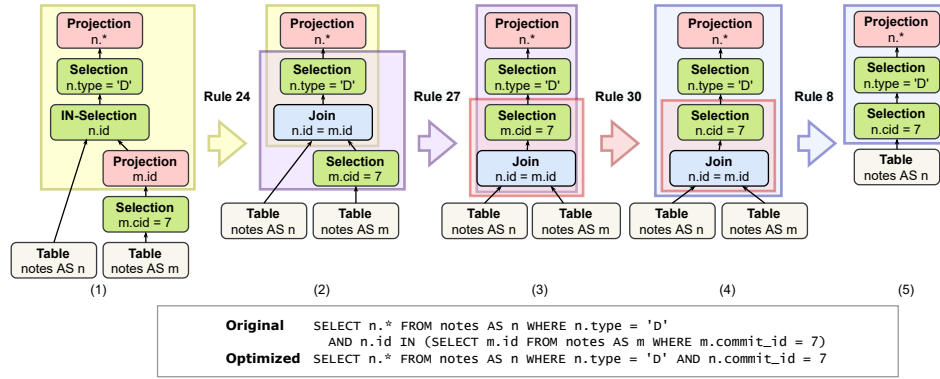 Projection
n.*
Selection
n.type = 'D'
IN-Selection
n.id
Projection
m.id
Selection
m.cid = 7
Table
notes AS n
Table
notes AS m
(1)
Rule 24
Projection
n.*
Selection
n.type = 'D'
Join
n.id = m.id
Selection
m.cid = 7
Table
notes AS n
Table
notes AS m
(2)
Rule 27
Projection
n.*
Selection
n.type = 'D'
Selection
m.cid = 7
Join
n.id = m.id
Table
notes AS n
Table
notes AS m
(3)
Rule 30
Projection
n.*
Selection
n.type = 'D'
Selection
n.cid = 7
Join
n.id = m.id
Table
notes AS n
Table
notes AS m
(4)
Rule 8
Projection
n.*
Selection
n.type = 'D'
Selection
n.cid = 7
Table
notes AS n
(5)
Original SELECT n.* FROM notes AS n WHERE n.type = 'D'
AND n.id IN (SELECT m.id FROM notes AS m WHERE m.commit_id = 7)
Optimized SELECT n.* FROM notes AS n WHERE n.type = 'D' AND n.commit_id = 7